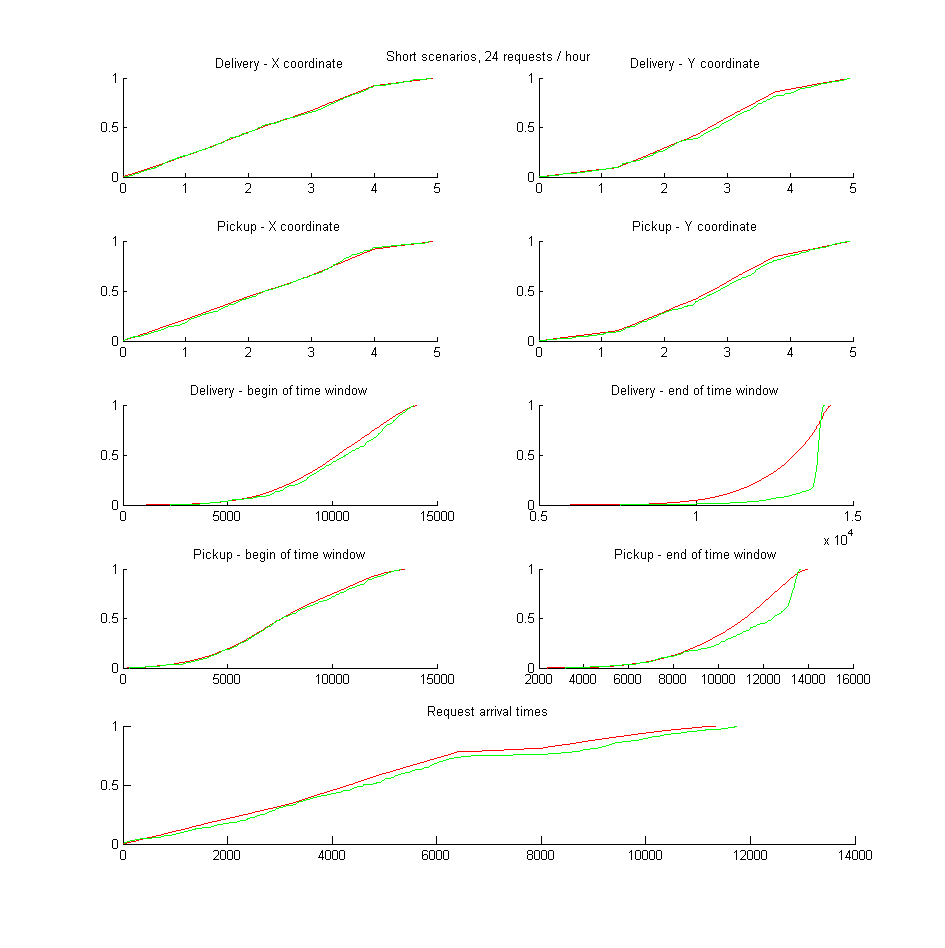 Short scenarios, 24 requests / hour
Delivery - X coordinate
1
0.5
0
0 1 2 3 4 5
Delivery - Y coordinate
1
0.5
0
0 1 2 3 4 5
Pickup - X coordinate
1
0.5
0
0 1 2 3 4 5
Pickup - Y coordinate
1
0.5
0
0 1 2 3 4 5
Delivery - begin of time window
1
0.5
0
0 5000 10000 15000
Delivery - end of time window
1
0.5
0
0.5 1 1.5
x 10^4
Pickup - begin of time window
1
0.5
0
0 5000 10000 15000
Pickup - end of time window
1
0.5
0
2000 4000 6000 8000 10000 12000 14000 16000
Request arrival times
1
0.5
0
0 2000 4000 6000 8000 10000 12000 14000